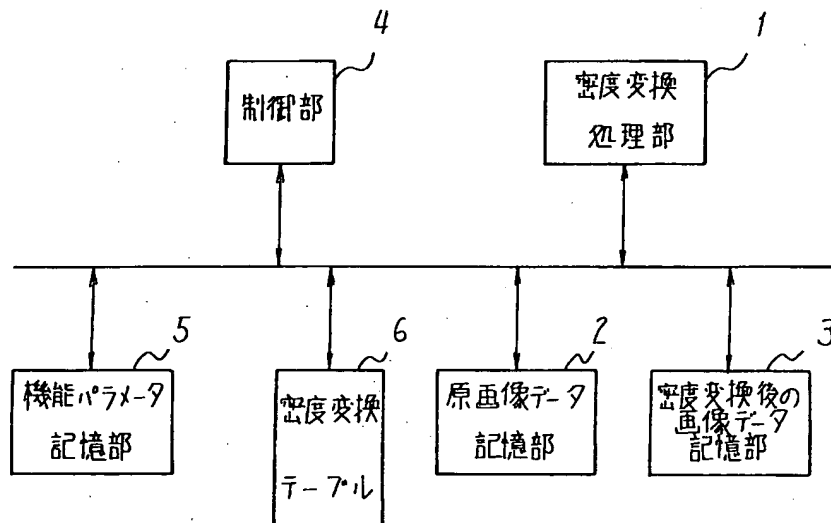 4
制御部
1
密度変換
処理部
5
機能パラメータ
記憶部
6
密度変換
テーブル
2
原画像データ
記憶部
3
密度変換後の
画像データ
記憶部